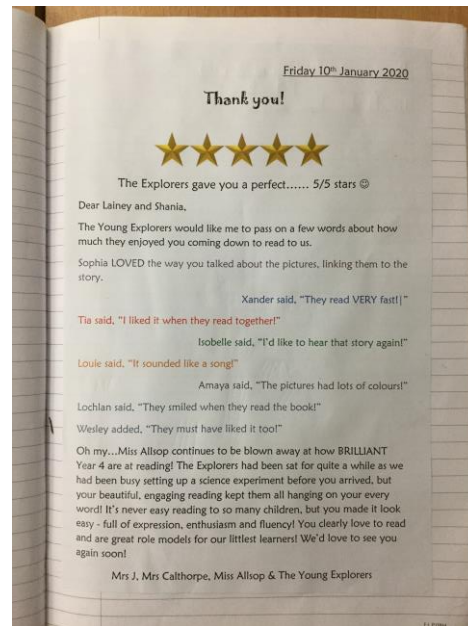 Friday 10th January 2020
Thank you!
The Explorers gave you a perfect...... 5/5 stars ☺
Dear Lainey and Shania,
The Young Explorers would like me to pass on a few words about how
much they enjoyed you coming down to read to us.
Sophia LOVED the way you talked about the pictures, linking them to the
story.
Xander said, "They read VERY fast!|"
Tia said, "I liked it when they read together!"
Isobelle said, "I'd like to hear that story again!"
Louie said, "It sounded like a song!"
Amaya said, "The pictures had lots of colours!"
Lochlan said, "They smiled when they read the book!"
Wesley added, "They must have liked it too!"
Oh my...Miss Allsop continues to be blown away at how BRILLIANT
Year 4 are at reading! The Explorers had been sat for quite a while as we
had been busy setting up a science experiment before you arrived, but
your beautiful, engaging reading kept them all hanging on your every
word! It's never easy reading to so many children, but you made it look
easy - full of expression, enthusiasm and fluency! You clearly love to read
and are great role models for our littlest learners! We'd love to see you
again soon!
Mrs J, Mrs Calthorpe, Miss Allsop & The Young Explorers